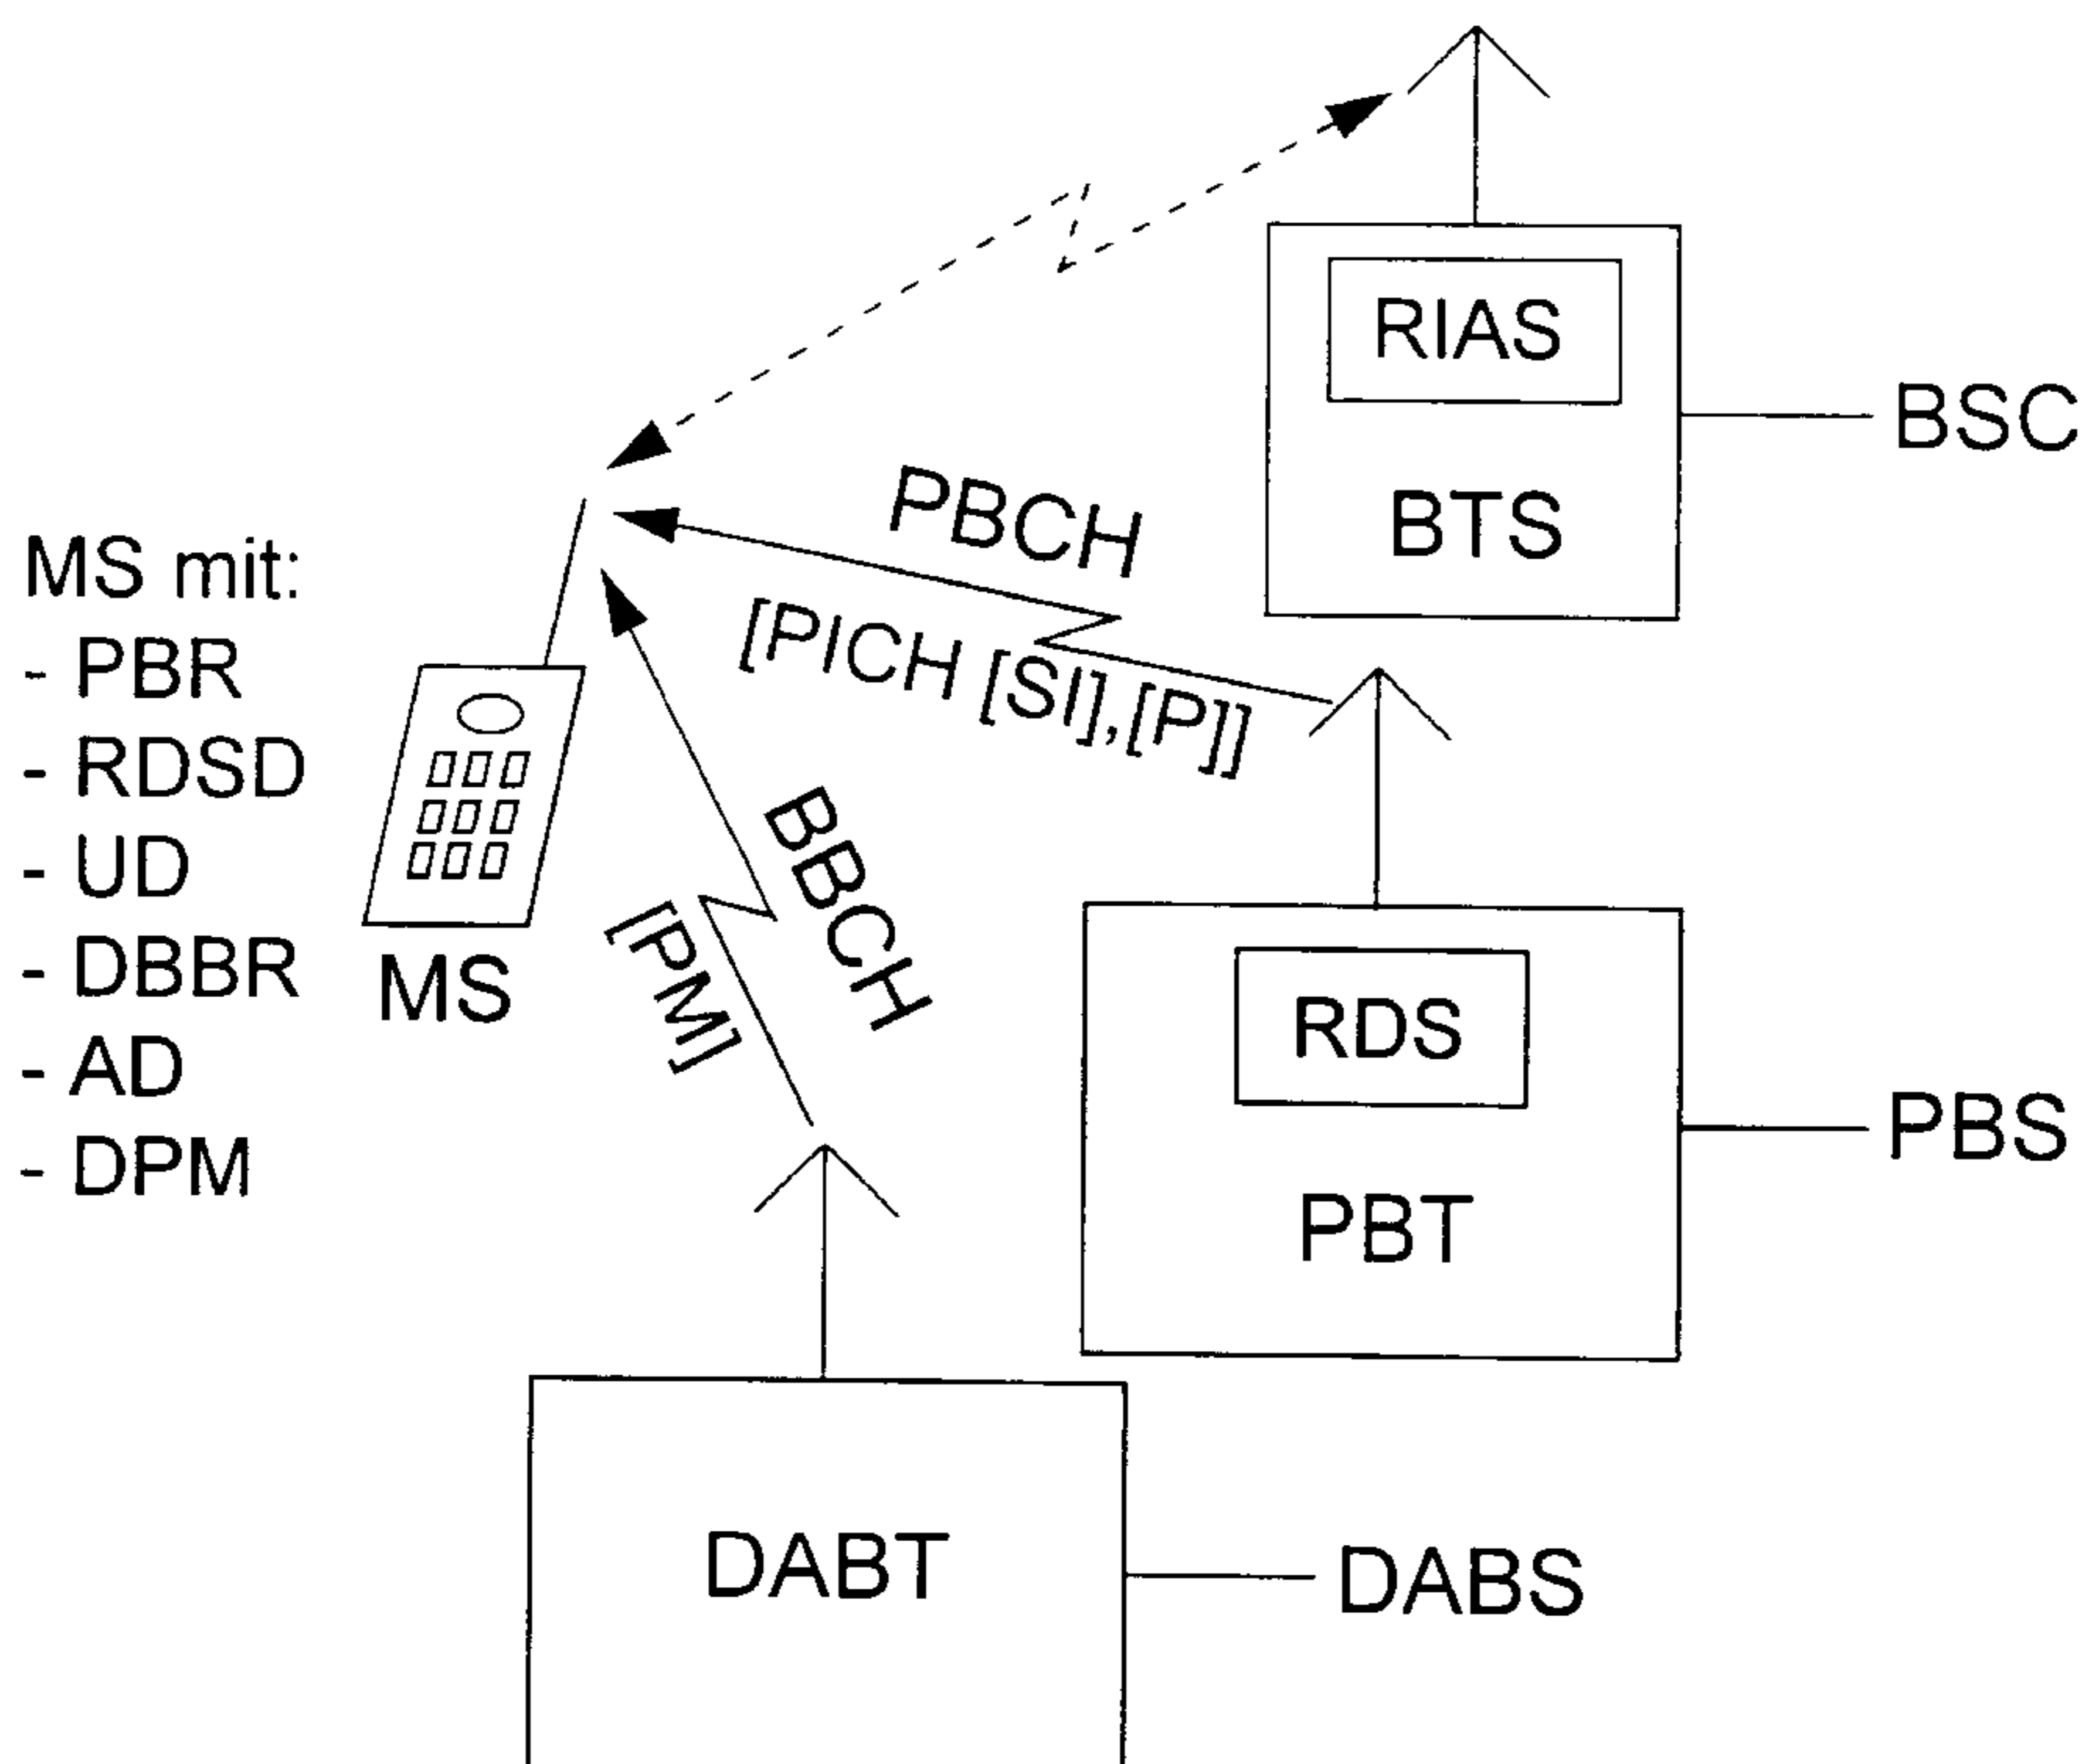 RIAS
BTS
BSC
PBCH
[PICH [SI],[P]]
MS mit:
- PBR
- RDSD
- UD
- DBBR
- AD
- DPM
MS
BBCH
[PM]
RDS
PBT
PBS
DABT
DABS